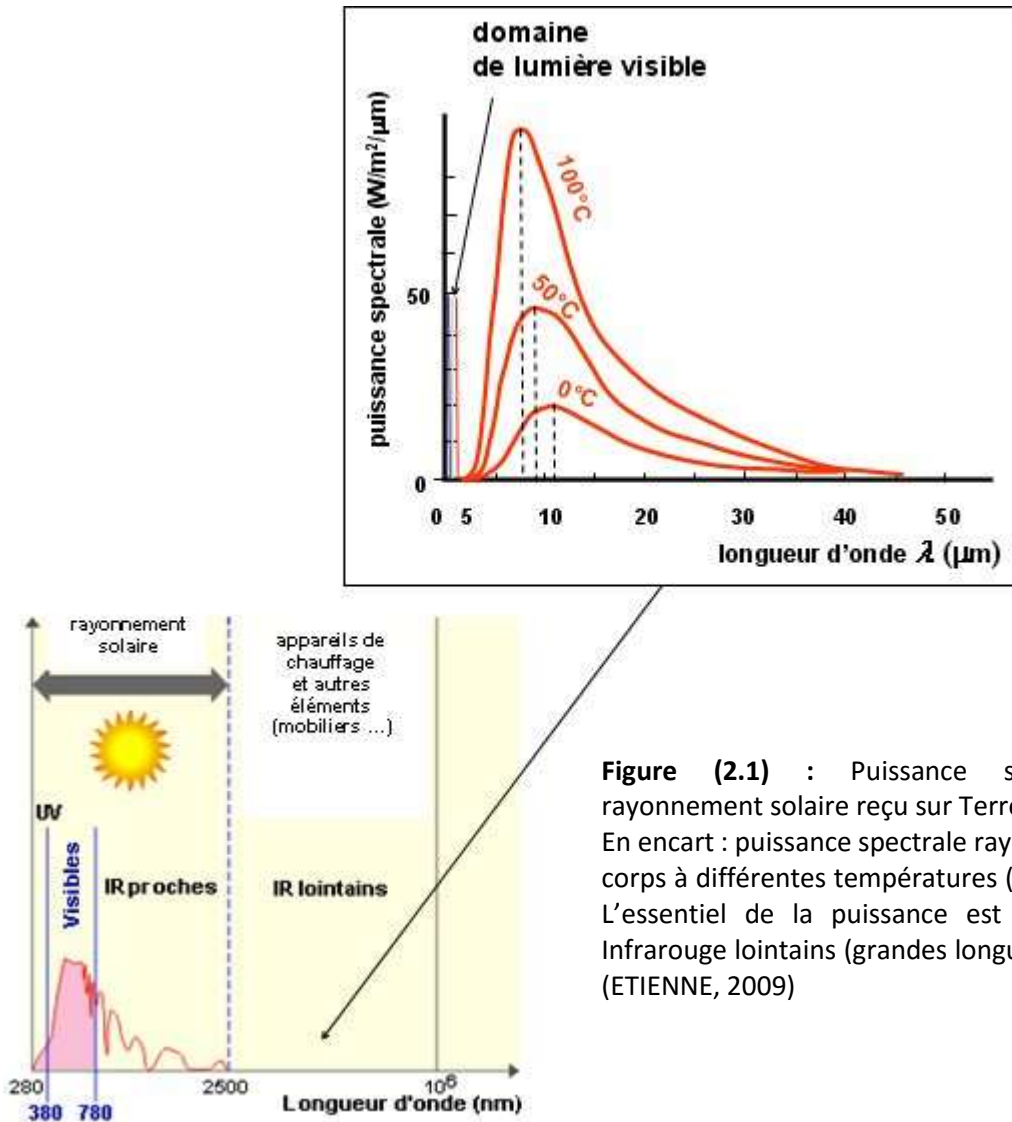 domaine
de lumière visible
puissance spectrale (W/m²/µm)
100°C
50°C
0°C
50
0
0 5 10 20 30 40 50
longueur d'onde λ (µm)
rayonnement
solaire
appareils de
chauffage
et autres
éléments
(mobiliers ...)
UV
Visibles
IR proches
IR lointains
280
2500
10⁶
380 780
Longueur d'onde (nm)
Figure (2.1) : Puissance s
rayonnement solaire reçu sur Terr
En encart : puissance spectrale ray
corps à différentes températures (
L’essentiel de la puissance est
Infrarouge lointains (grandes longu
(ETIENNE, 2009)